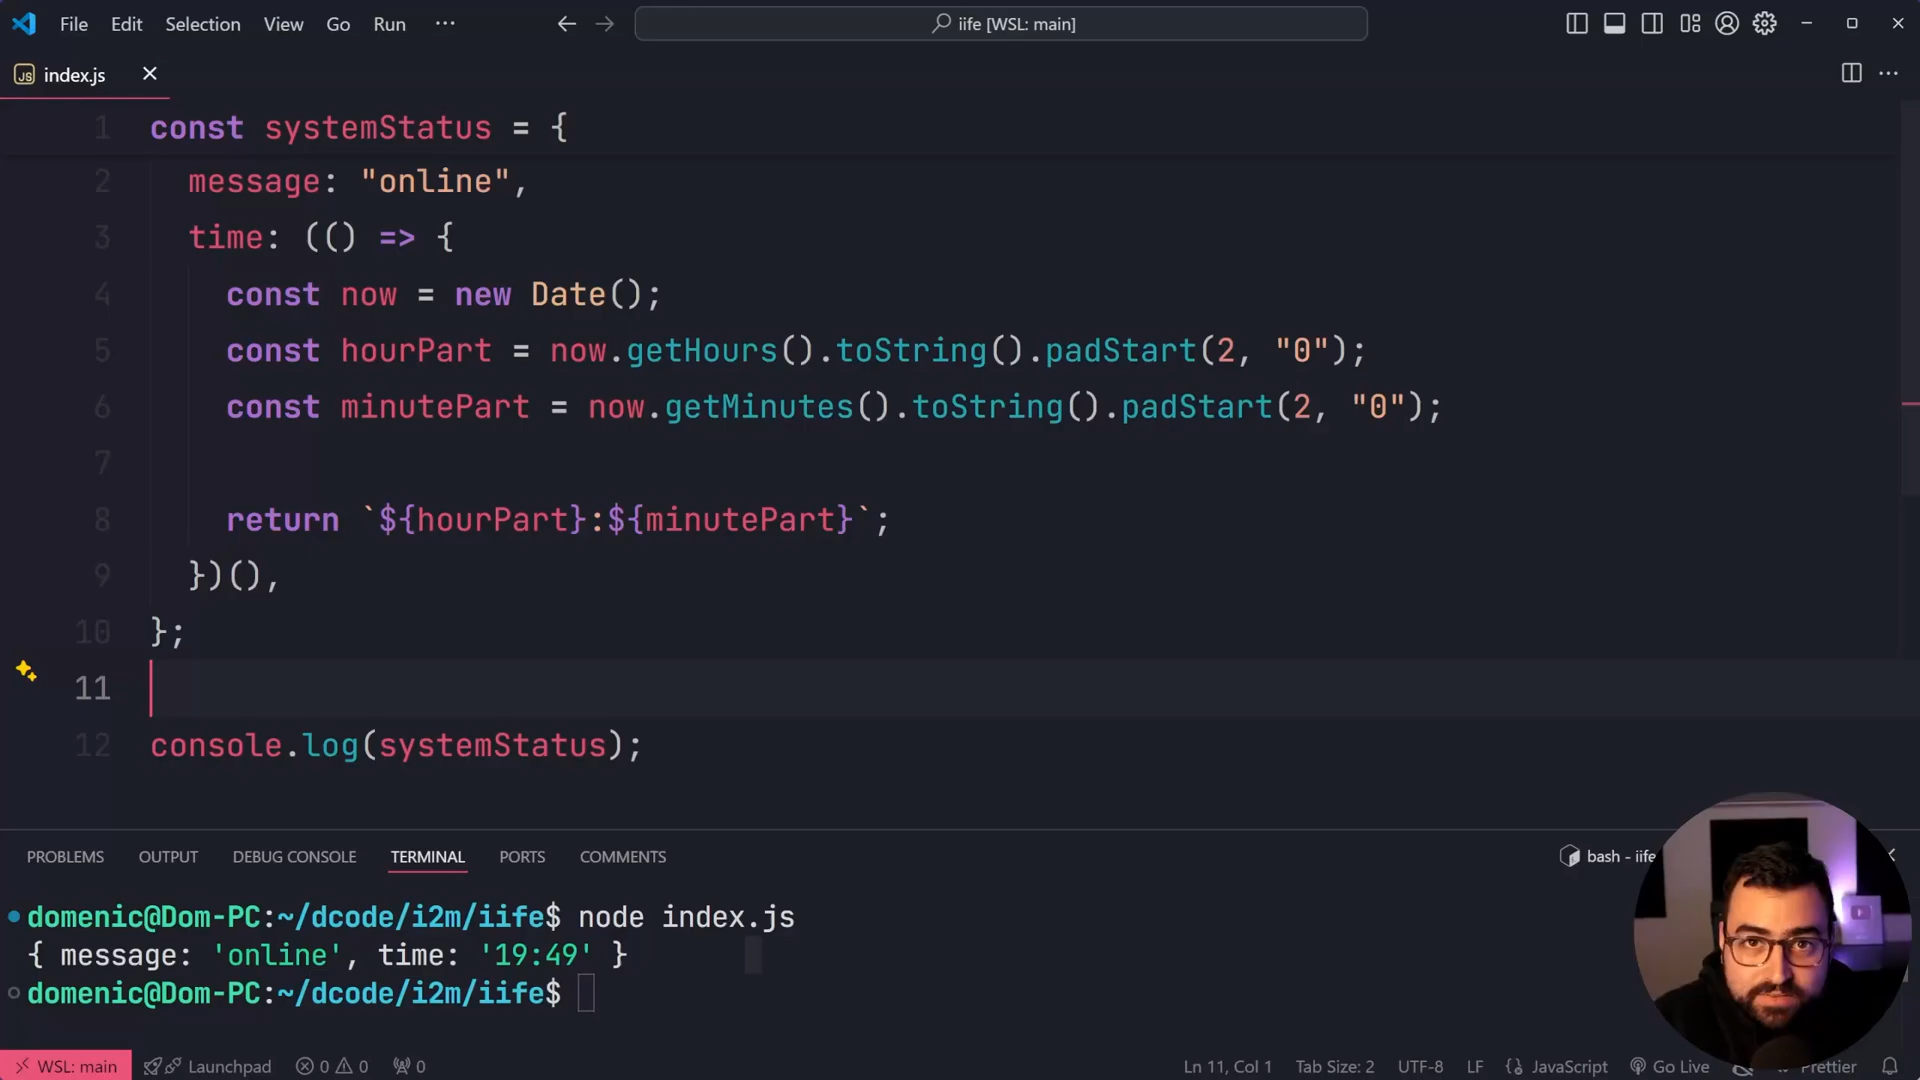 File Edit Selection View Go Run ··· iife [WSL: main]
JS index.js
1 const systemStatus = {
2 message: "online",
3 time: (() => {
4 const now = new Date();
5 const hourPart = now.getHours().toString().padStart(2, "0");
6 const minutePart = now.getMinutes().toString().padStart(2, "0");
7
8 return `${hourPart}:${minutePart}`;
9 })(),
10 };
11
12 console.log(systemStatus);
PROBLEMS OUTPUT DEBUG CONSOLE TERMINAL PORTS COMMENTS bash - iife
domenic@Dom-PC:~/dcode/i2m/iife$ node index.js
{ message: 'online', time: '19:49' }
domenic@Dom-PC:~/dcode/i2m/iife$
WSL: main Launchpad 0 0 0 Ln 11, Col 1 Tab Size: 2 UTF-8 LF {} JavaScript Go Live Prettier